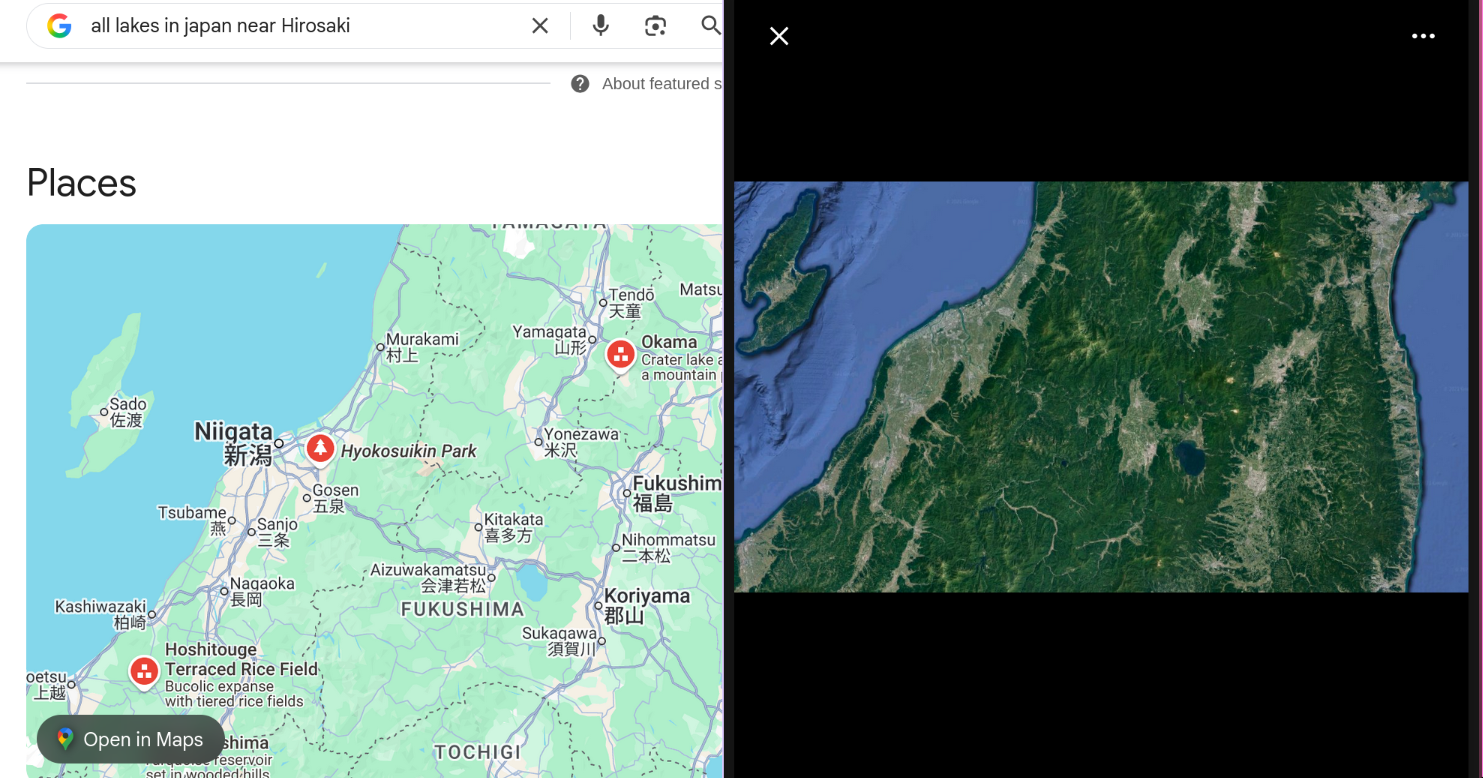 all lakes in japan near Hirosaki
About featured s
Places
YAMAGATA
Tendō
天童
Matsu
Murakami
村上
Yamagata
山形
Okama
Crater lake a
a mountain
Sado
佐渡
Niigata
新潟
Hyokosuikin Park
Yonezawa
米沢
Gosen
五泉
Fukushim
福島
Tsubame
燕
Sanjo
三条
Kitakata
喜多方
Nihommatsu
二本松
Aizuwakamatsu
会津若松
Nagaoka
長岡
FUKUSHIMA
Koriyama
郡山
Kashiwazaki
柏崎
Sukagawa
須賀川
Hoshitouge
Terraced Rice Field
Bucolic expanse
with tiered rice fields
oetsu
上越
Open in Maps
shima
reservoir
set in wooded hills
TOCHIGI